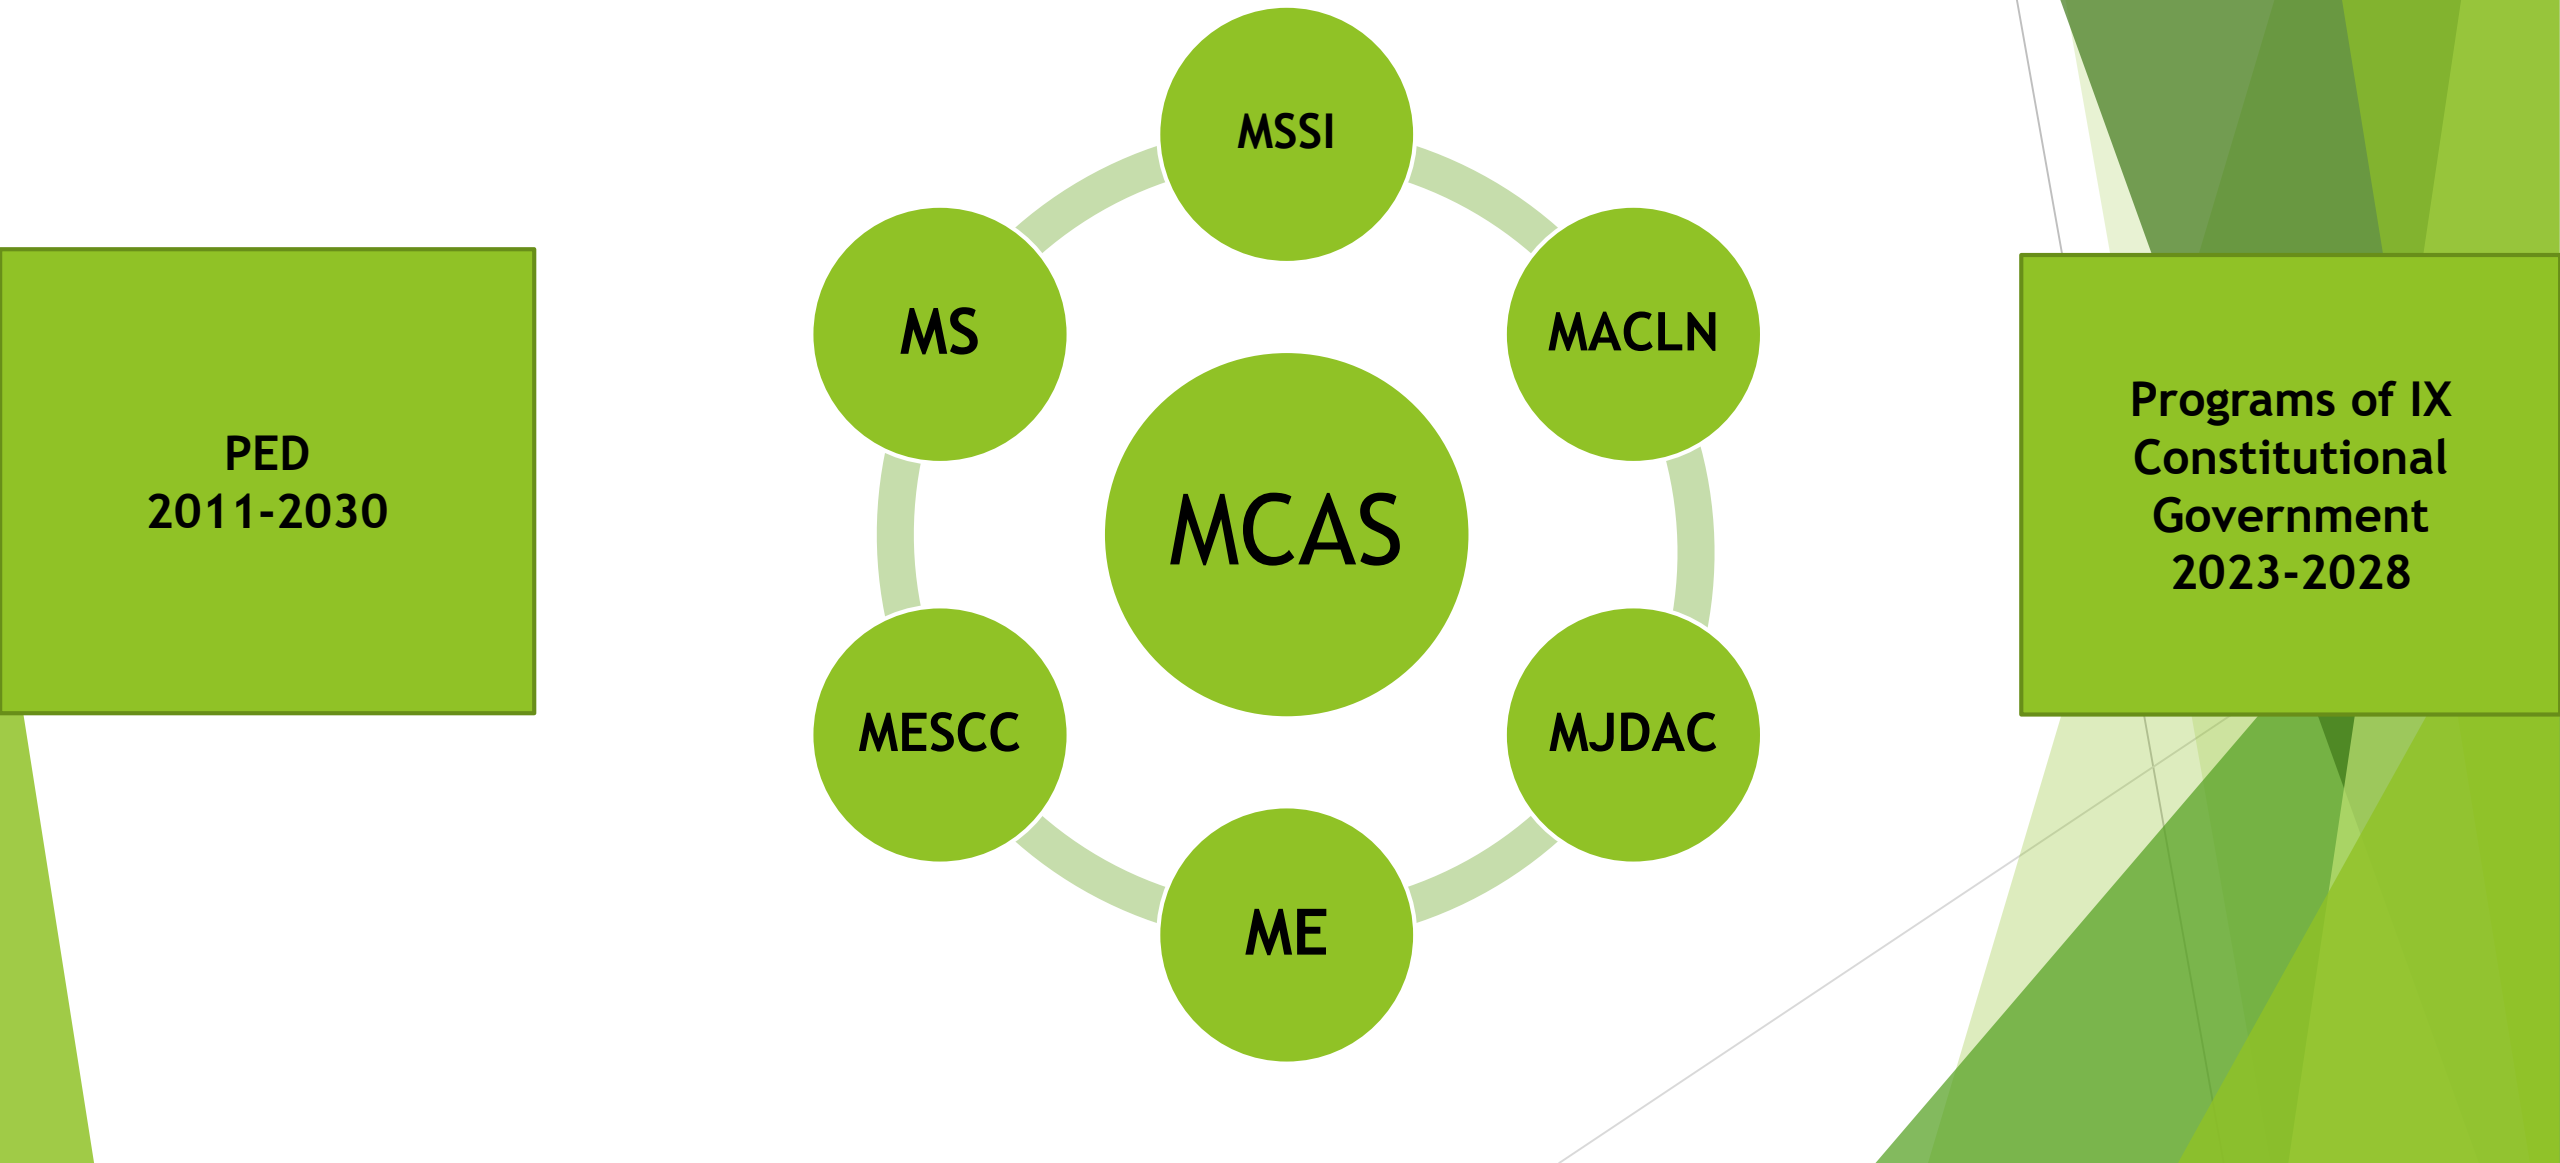 PED
2011-2030
MSSI
MACLN
MJDAC
ME
MESCC
MS
MCAS
Programs of IX
Constitutional
Government
2023-2028